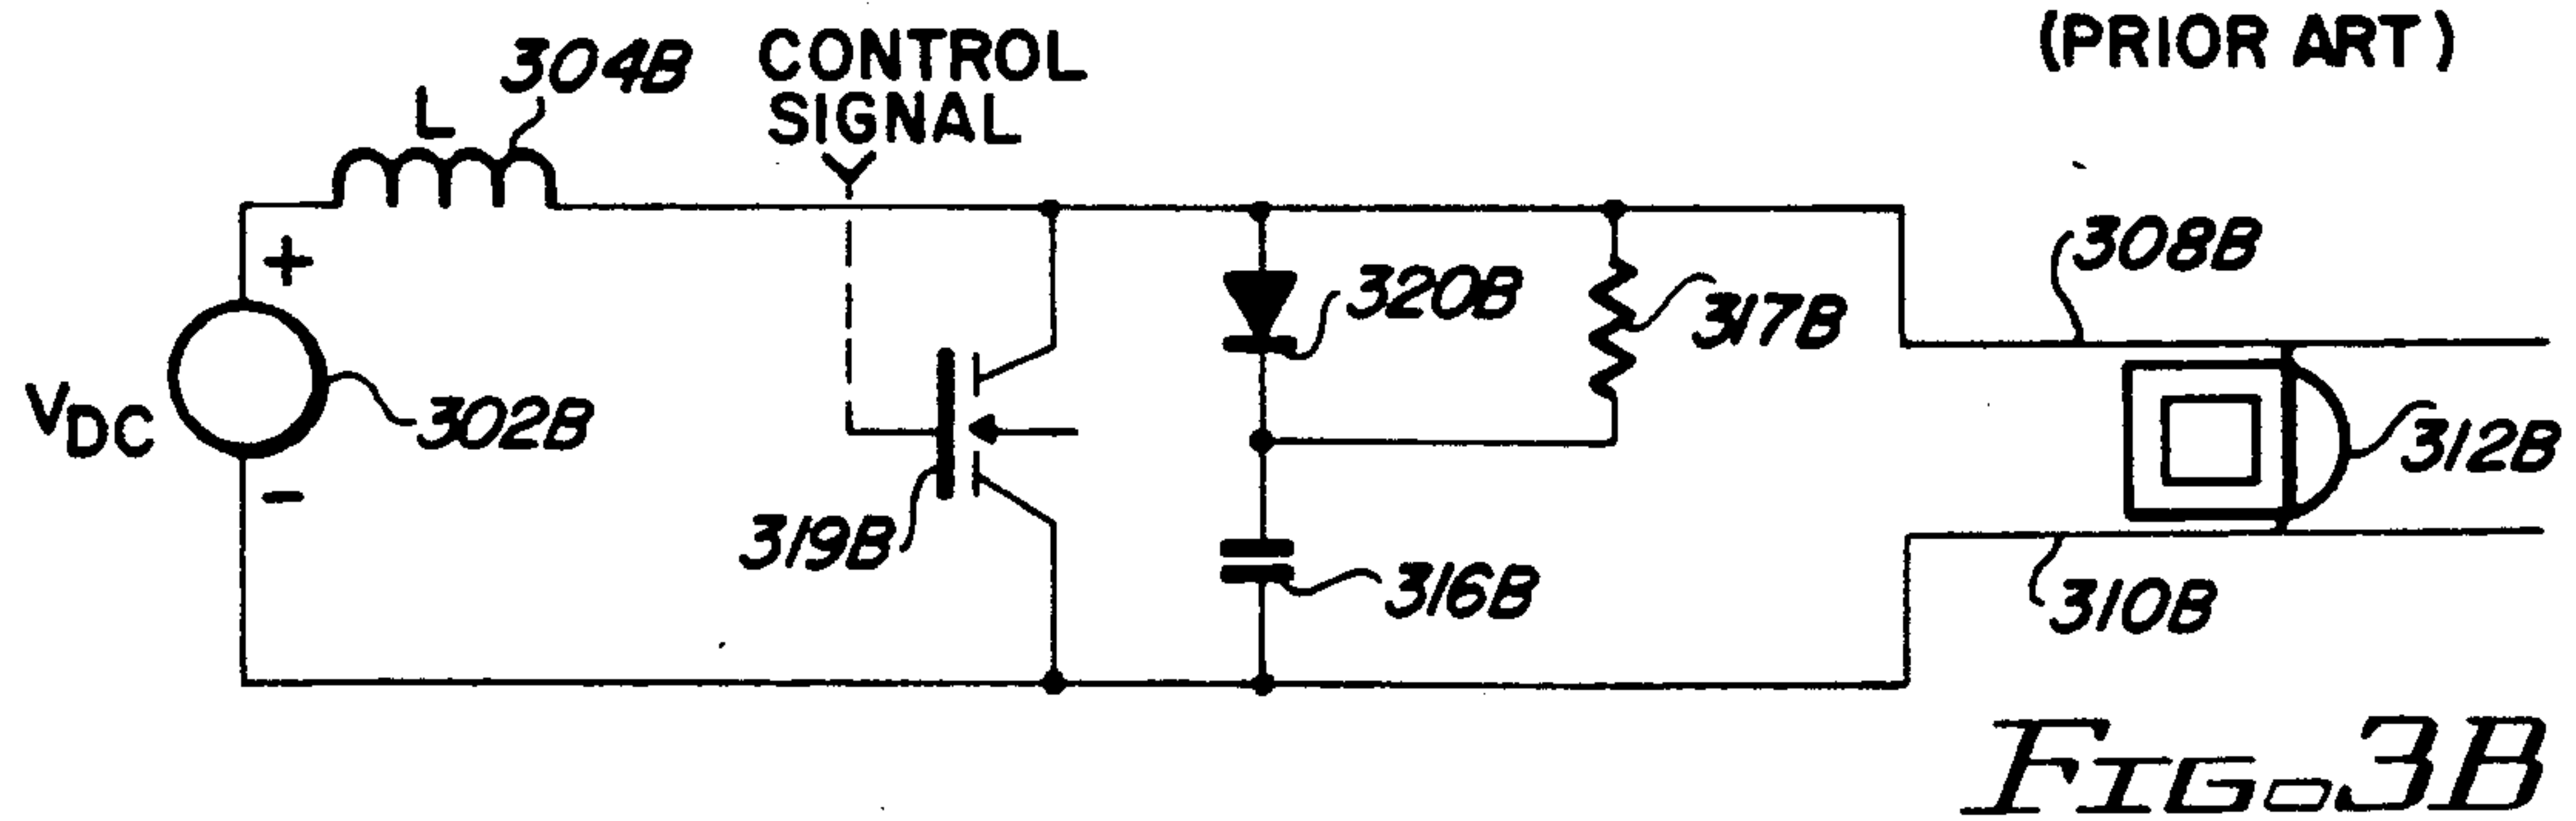 (PRIOR ART)
304B
L
CONTROL
SIGNAL
308B
+
320B
317B
VDC
302B
312B
-
319B
316B
310B
FIG. 3B